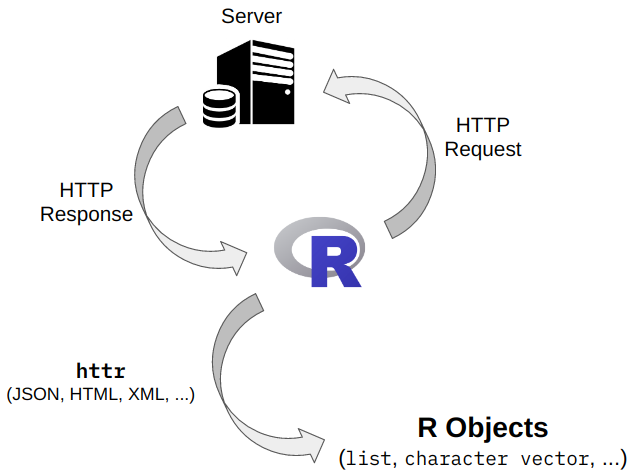 Server
HTTP
Request
HTTP
Response
R
httr
(JSON, HTML, XML, ...)
R Objects
(list, character vector, ...)